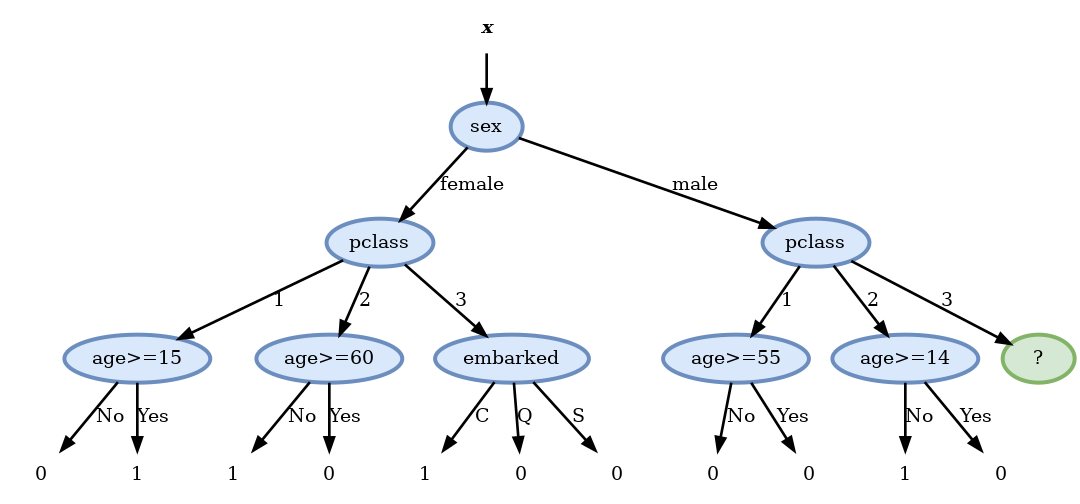 x
sex
female male
pclass pclass
1 2 3 1 2 3
age>=15 age>=60 embarked age>=55 age>=14 ?
No Yes No Yes C Q S No Yes No Yes
0 1 1 0 1 0 0 0 0 1 0